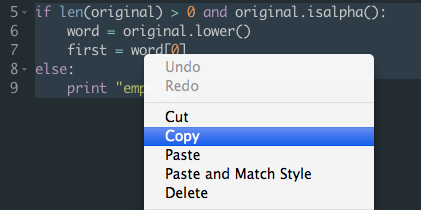 5 if len(original) > 0 and original.isalpha():
6 word = original.lower()
7 first = word[0]
8 else:
9 print "emp
Undo
Redo
Cut
Copy
Paste
Paste and Match Style
Delete